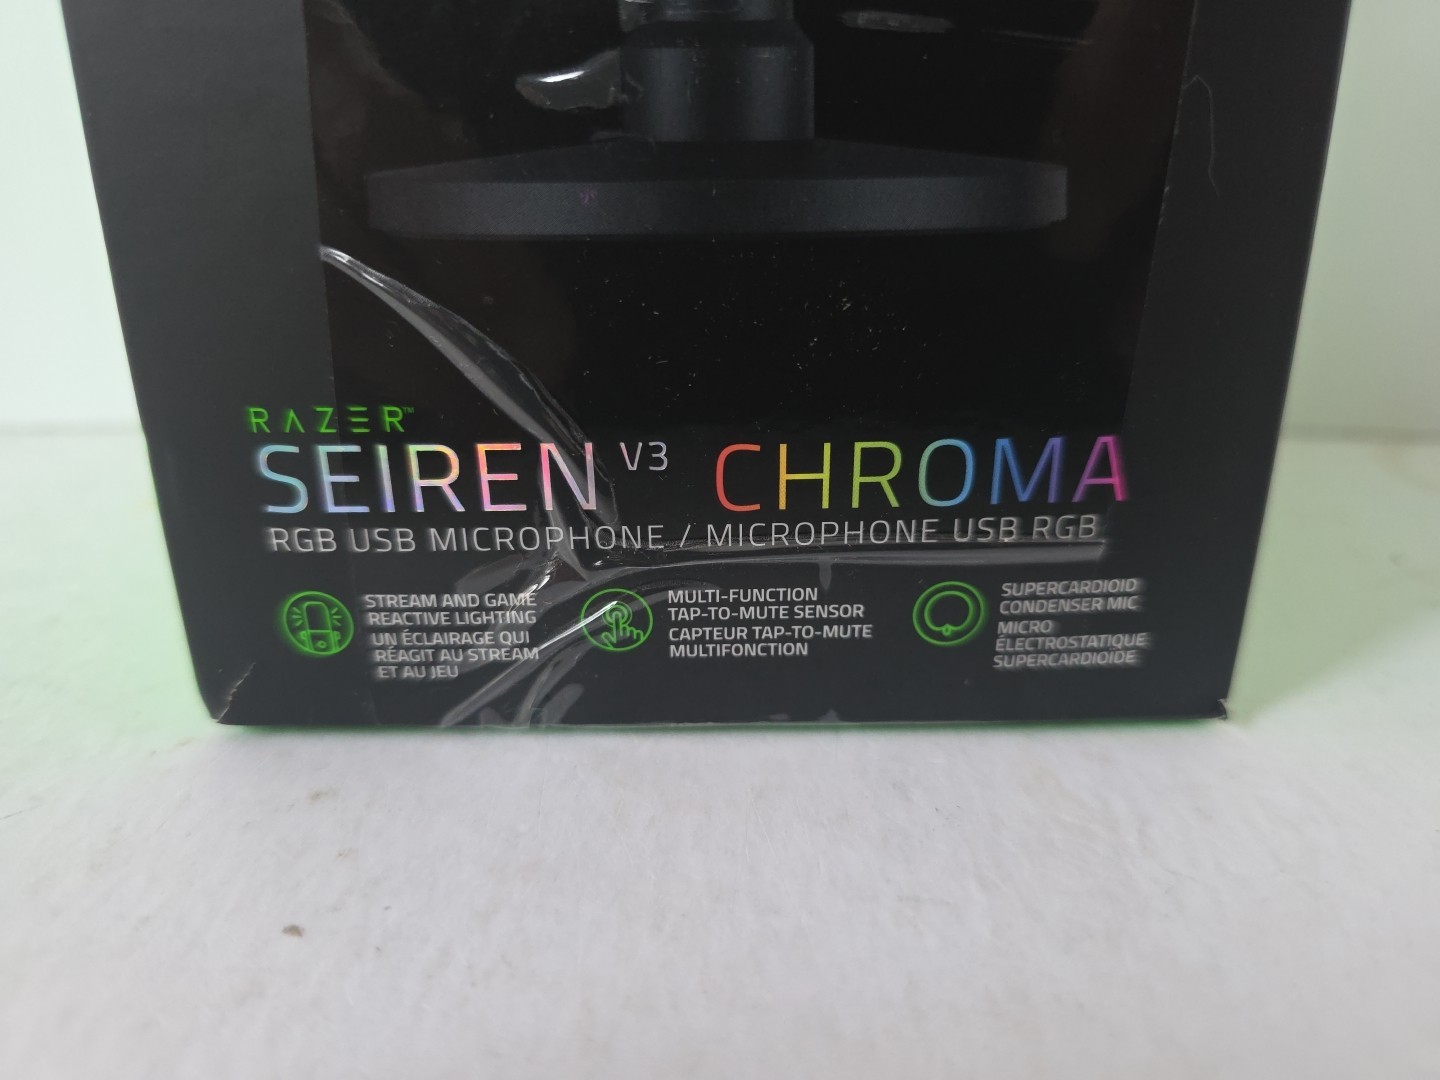 RAZER™
SEIREN V3 CHROMA
RGB USB MICROPHONE / MICROPHONE USB RGB
STREAM AND GAME
REACTIVE LIGHTING
UN ÉCLAIRAGE QUI
RÉAGIT AU STREAM
ET AU JEU
MULTI-FUNCTION
TAP-TO-MUTE SENSOR
CAPTEUR TAP-TO-MUTE
MULTIFONCTION
SUPERCARDIOID
CONDENSER MIC
MICRO
ÉLECTROSTATIQUE
SUPERCARDIOÏDE